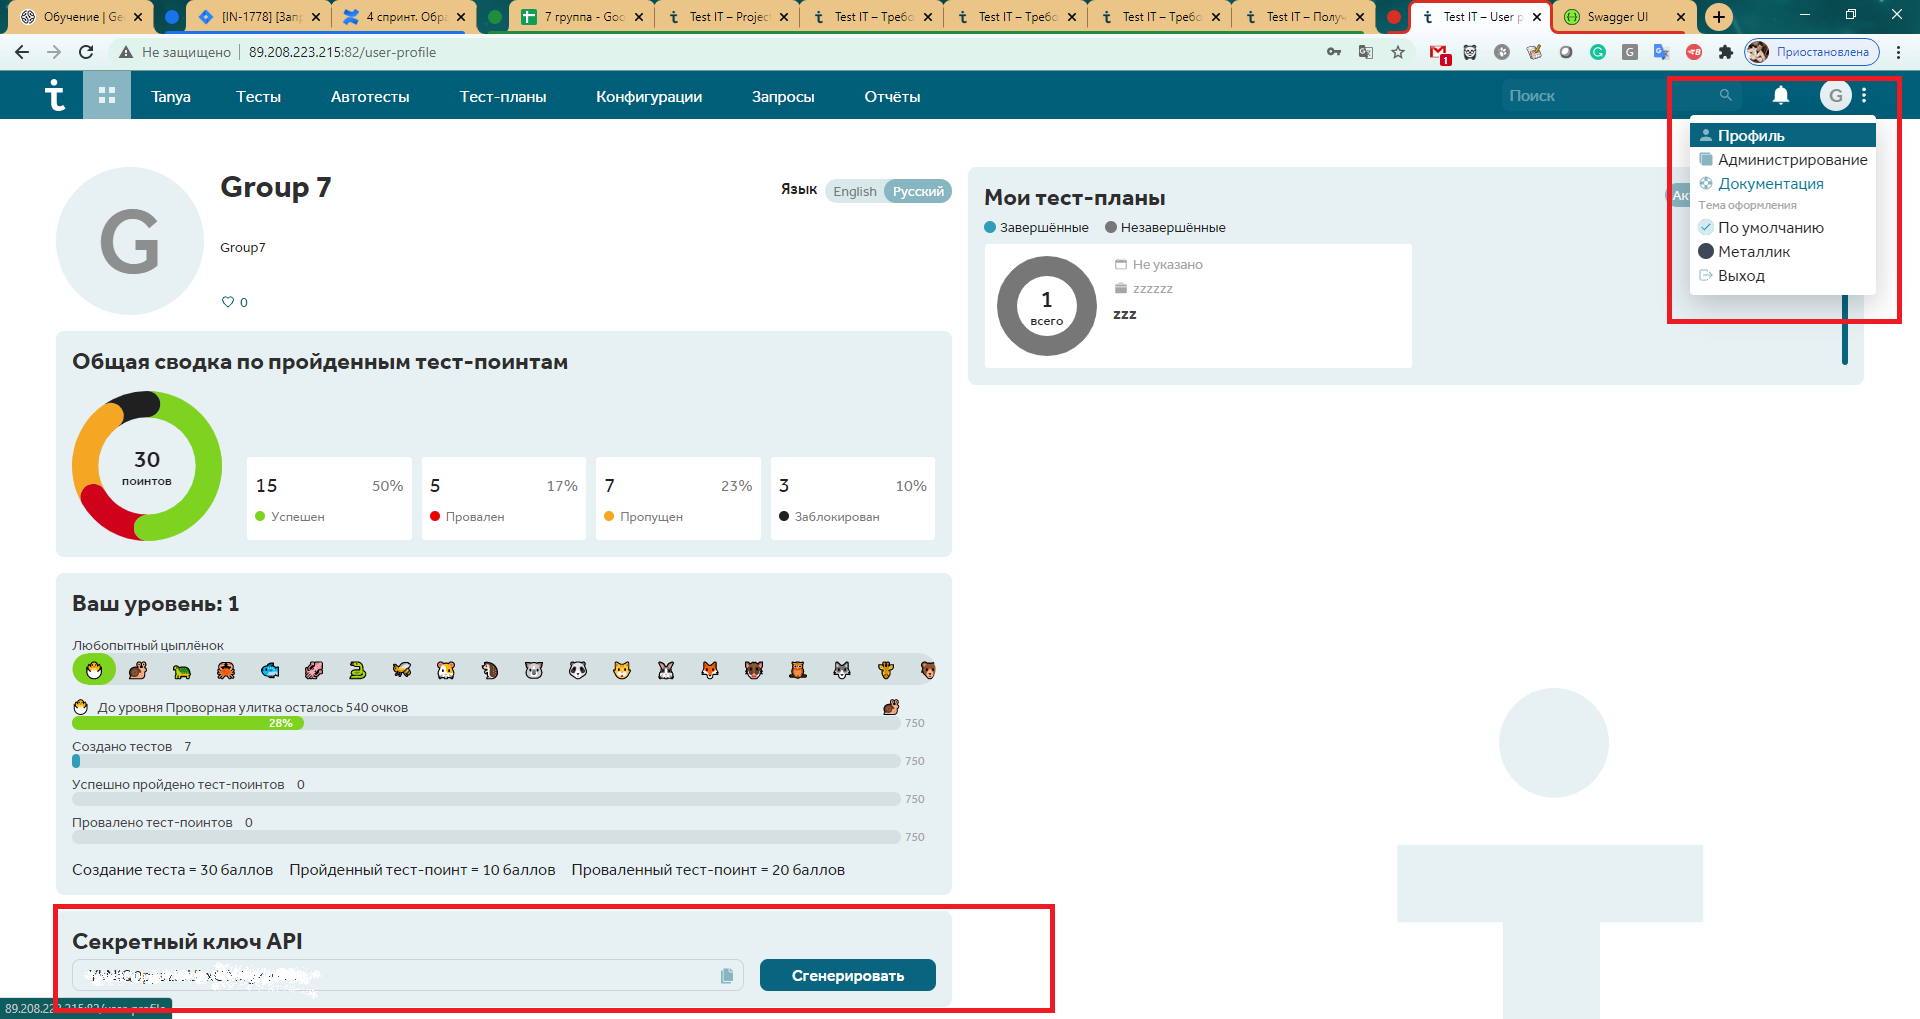 Обучение | Ge
[IN-1778] [Зап
4 спринт. Обра
7 группа - Goo
Test IT – Projec
Test IT – Требо
Test IT – Требо
Test IT – Требо
Test IT – Получ
Test IT – User p
Swagger UI
Не защищено
89.208.223.215:82/user-profile
1
Приостановлена
Tanya
Тесты
Автотесты
Тест-планы
Конфигурации
Запросы
Отчёты
Поиск
G
Профиль
Администрирование
Документация
Тема оформления
По умолчанию
Металлик
Выход
G
Group 7
Язык English Русский
Group7
0
Мои тест-планы
Ак
Завершённые Незавершённые
1
всего
Не указано
zzzzzz
zzz
Общая сводка по пройденным тест-поинтам
30
поинтов
15 50%
Успешен
5 17%
Провален
7 23%
Пропущен
3 10%
Заблокирован
Ваш уровень: 1
Любопытный цыплёнок
До уровня Проворная улитка осталось 540 очков
28% 750
Создано тестов 7
750
Успешно пройдено тест-поинтов 0
750
Провалено тест-поинтов 0
750
Создание теста = 30 баллов Пройденный тест-поинт = 10 баллов Проваленный тест-поинт = 20 баллов
Секретный ключ API
Сгенерировать